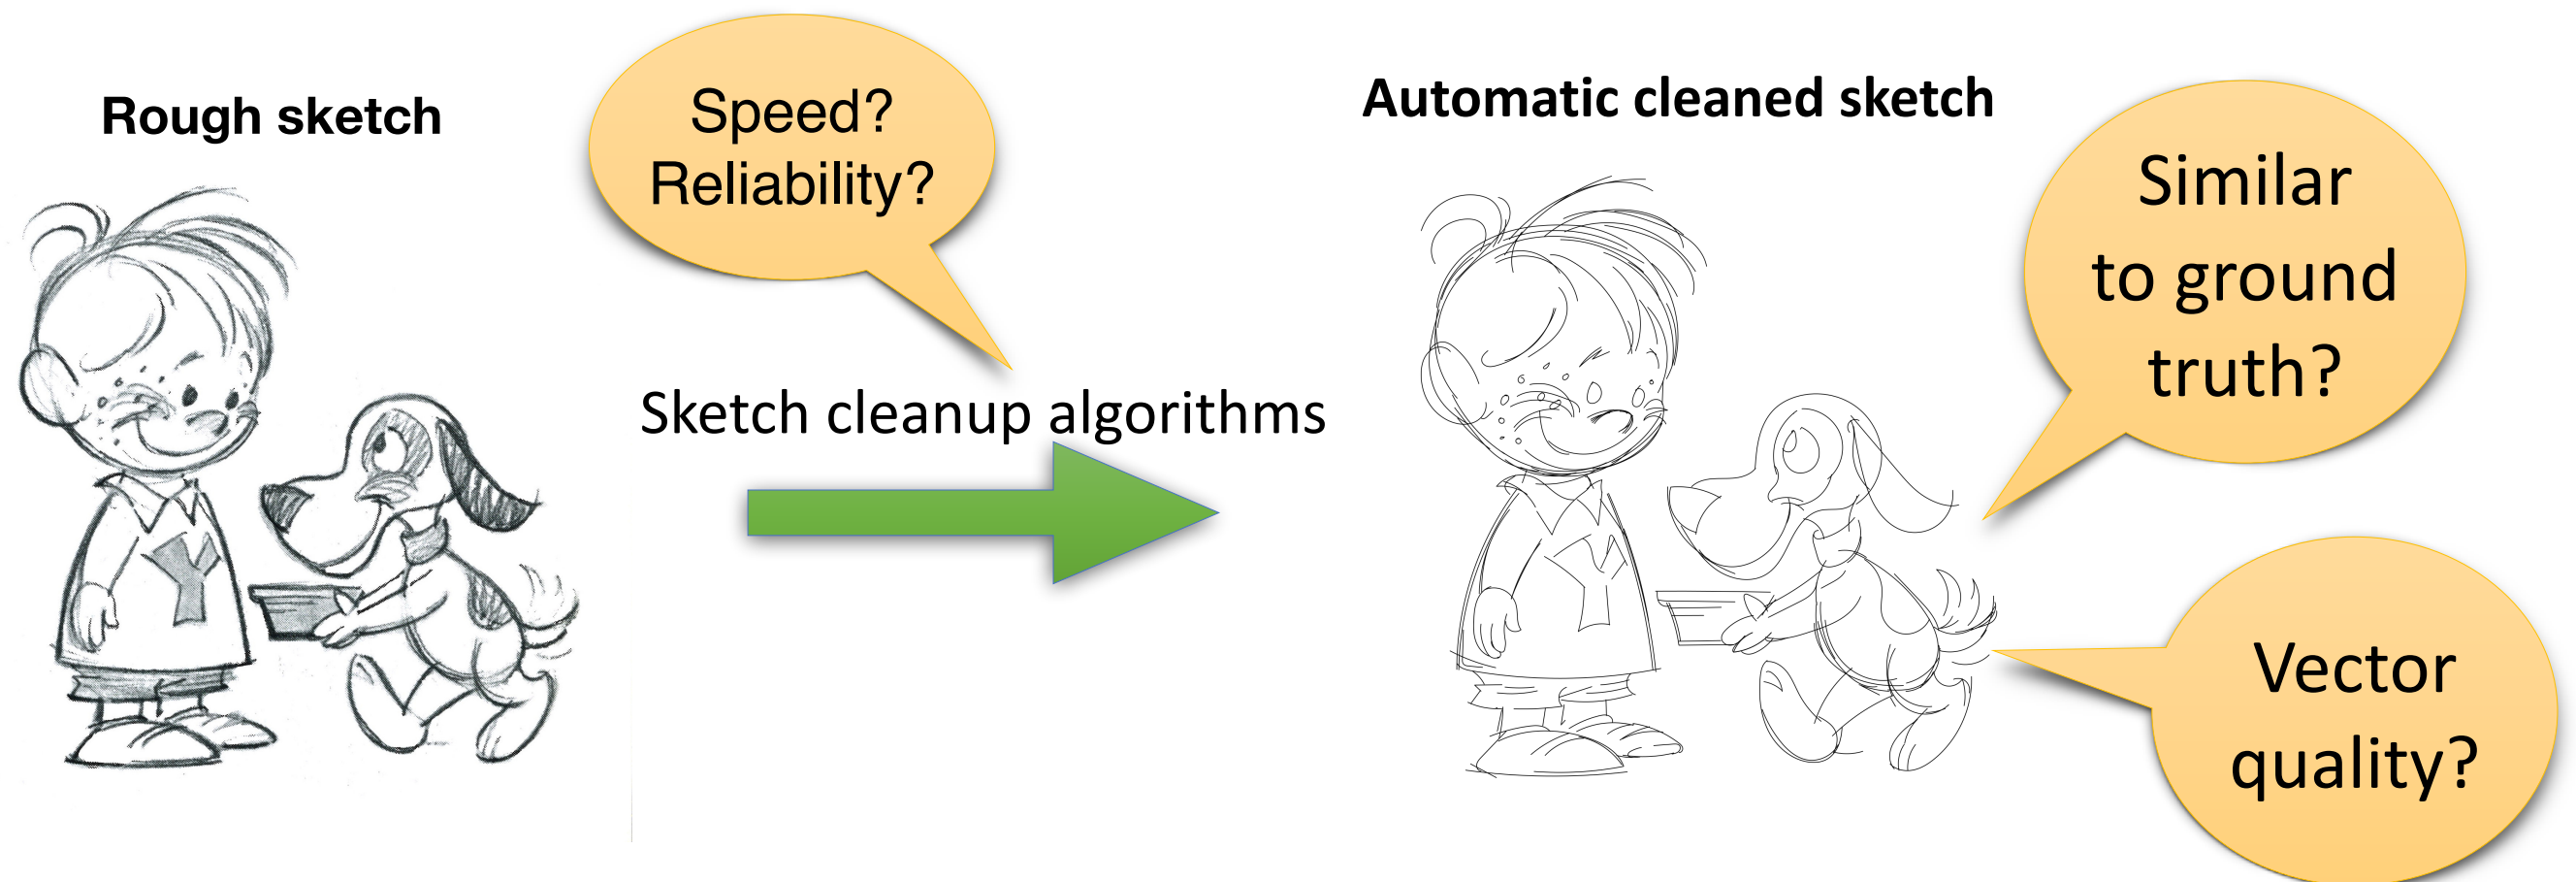 Rough sketch
Speed?
Reliability?
Sketch cleanup algorithms
Automatic cleaned sketch
Similar
to ground
truth?
Vector
quality?
Y